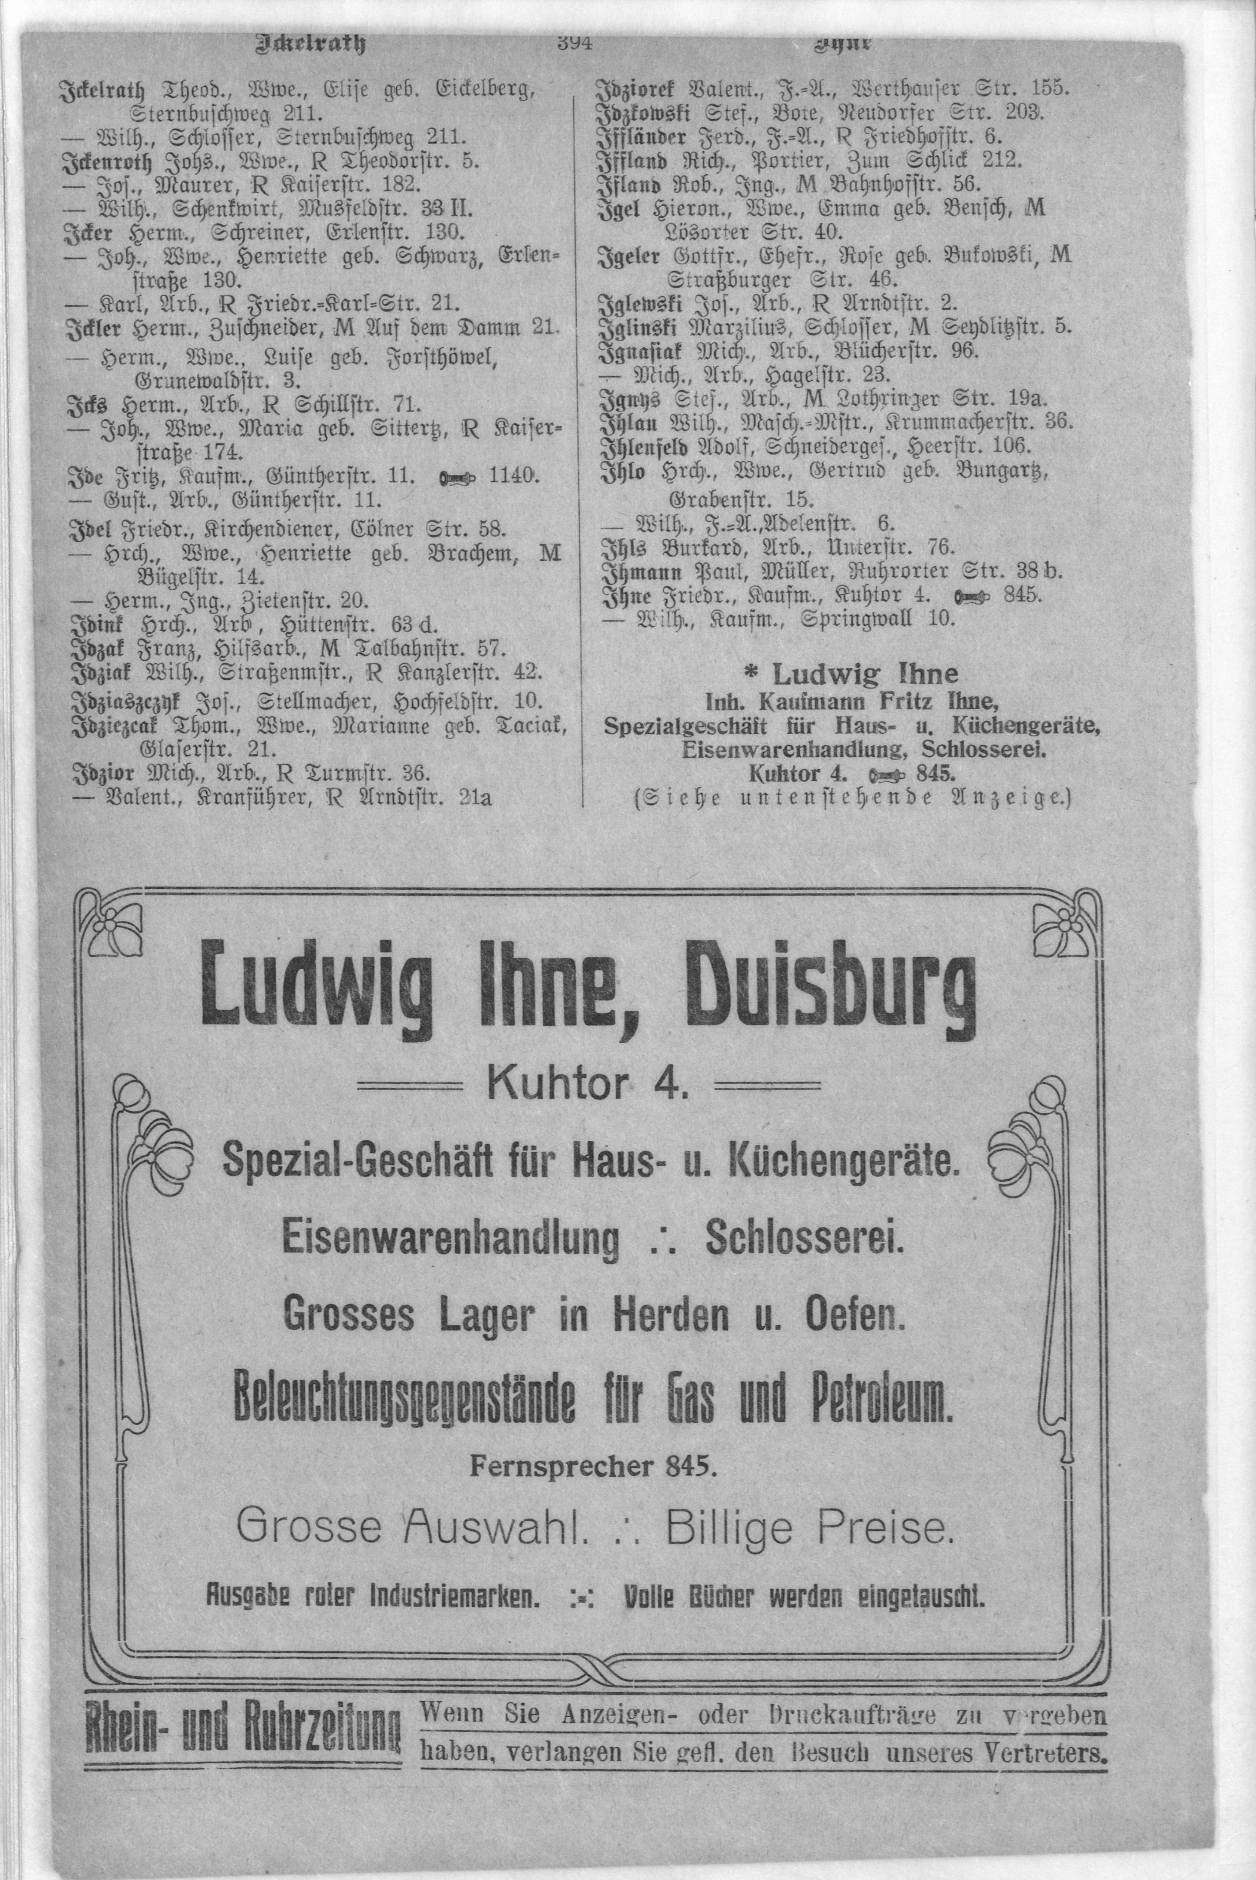 Ickelrath 394 Ihne
Ickelrath Theod., Wwe., Elise geb. Eickelberg,
Sternbuschweg 211.
— Wilh., Schlosser, Sternbuschweg 211.
Ickenroth Johs., Wwe., R Theodorstr. 5.
— Jos., Maurer, R Kaiserstr. 182.
— Wilh., Schenkwirt, Musfeldstr. 33 II.
Icker Herm., Schreiner, Erlenstr. 130.
— Joh., Wwe., Henriette geb. Schwarz, Erlen-
straße 130.
— Karl, Arb., R Friedr.-Karl-Str. 21.
Ickler Herm., Zuschneider, M Auf dem Damm 21.
— Herm., Wwe., Luise geb. Forsthöwel,
Grunewaldstr. 3.
Icks Herm., Arb., R Schillstr. 71.
— Joh., Wwe., Maria geb. Sittertz, R Kaiser-
straße 174.
Ide Fritz, Kaufm., Güntherstr. 11. 1140.
— Gust., Arb., Güntherstr. 11.
Idel Friedr., Kirchendiener, Cölner Str. 58.
— Hrch., Wwe., Henriette geb. Brachem, M
Bügelstr. 14.
— Herm., Ing., Zietenstr. 20.
Idink Hrch., Arb., Hüttenstr. 63 d.
Idzak Franz, Hilfsarb., M Talbahnstr. 57.
Idziak Wilh., Straßenmstr., R Kanzlerstr. 42.
Idziaszczyk Jos., Stellmacher, Hochfeldstr. 10.
Idziezcak Thom., Wwe., Marianne geb. Taciak,
Glaserstr. 21.
Idzior Mich., Arb., R Turmstr. 36.
— Valent., Kranführer, R Arndtstr. 21a
Idziorek Valent., F.-A., Werthauser Str. 155.
Idzkowski Stef., Bote, Neudorfer Str. 203.
Iffländer Ferd., F.-A., R Friedhofstr. 6.
Iffland Rich., Portier, Zum Schlick 212.
Ifland Rob., Ing., M Bahnhofstr. 56.
Igel Hieron., Wwe., Emma geb. Bensch, M
Lösorter Str. 40.
Igeler Gottfr., Ehefr., Rose geb. Bukowski, M
Straßburger Str. 46.
Iglewski Jos., Arb., R Arndtstr. 2.
Iglinski Marzilius, Schlosser, M Seydlitzstr. 5.
Ignasiak Mich., Arb., Blücherstr. 96.
— Mich., Arb., Hagelstr. 23.
Ignys Stef., Arb., M Lothringer Str. 19a.
Ihlau Wilh., Masch.-Mstr., Krummacherstr. 36.
Ihlenfeld Adolf, Schneiderges., Heerstr. 106.
Ihlo Hrch., Wwe., Gertrud geb. Bungartz,
Grabenstr. 15.
— Wilh., F.-A., Adelenstr. 6.
Ihls Burkard, Arb., Unterstr. 76.
Ihmann Paul, Müller, Ruhrorter Str. 38 b.
Ihne Friedr., Kaufm., Kuhtor 4. 845.
— Wilh., Kaufm., Springwall 10.
* Ludwig Ihne
Inh. Kaufmann Fritz Ihne,
Spezialgeschäft für Haus- u. Küchengeräte,
Eisenwarenhandlung, Schlosserei.
Kuhtor 4. 845.
(Siehe untenstehende Anzeige.)
Ludwig Ihne, Duisburg
Kuhtor 4.
Spezial-Geschäft für Haus- u. Küchengeräte.
Eisenwarenhandlung ∴ Schlosserei.
Grosses Lager in Herden u. Oefen.
Beleuchtungsgegenstände für Gas und Petroleum.
Fernsprecher 845.
Grosse Auswahl. ∴ Billige Preise.
Ausgabe roter Industriemarken. :-: Volle Bücher werden eingetauscht.
Rhein- und Ruhrzeitung
Wenn Sie Anzeigen- oder Druckaufträge zu vergeben
haben, verlangen Sie gefl. den Besuch unseres Vertreters.